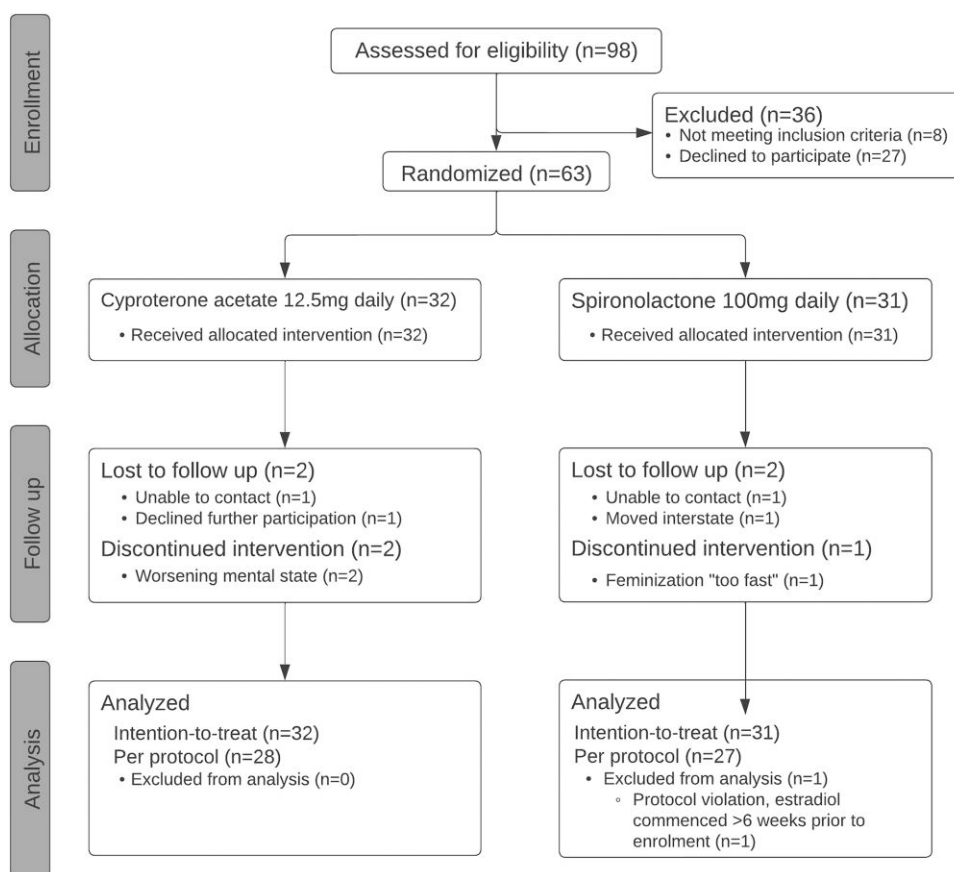 Enrollment
Assessed for eligibility (n=98)
Excluded (n=36)
• Not meeting inclusion criteria (n=8)
• Declined to participate (n=27)
Randomized (n=63)
Allocation
Cyproterone acetate 12.5mg daily (n=32)
• Received allocated intervention (n=32)
Spironolactone 100mg daily (n=31)
• Received allocated intervention (n=31)
Follow up
Lost to follow up (n=2)
• Unable to contact (n=1)
• Declined further participation (n=1)
Discontinued intervention (n=2)
• Worsening mental state (n=2)
Lost to follow up (n=2)
• Unable to contact (n=1)
• Moved interstate (n=1)
Discontinued intervention (n=1)
• Feminization "too fast" (n=1)
Analysis
Analyzed
Intention-to-treat (n=32)
Per protocol (n=28)
• Excluded from analysis (n=0)
Analyzed
Intention-to-treat (n=31)
Per protocol (n=27)
• Excluded from analysis (n=1)
◦ Protocol violation, estradiol
commenced >6 weeks prior to
enrolment (n=1)